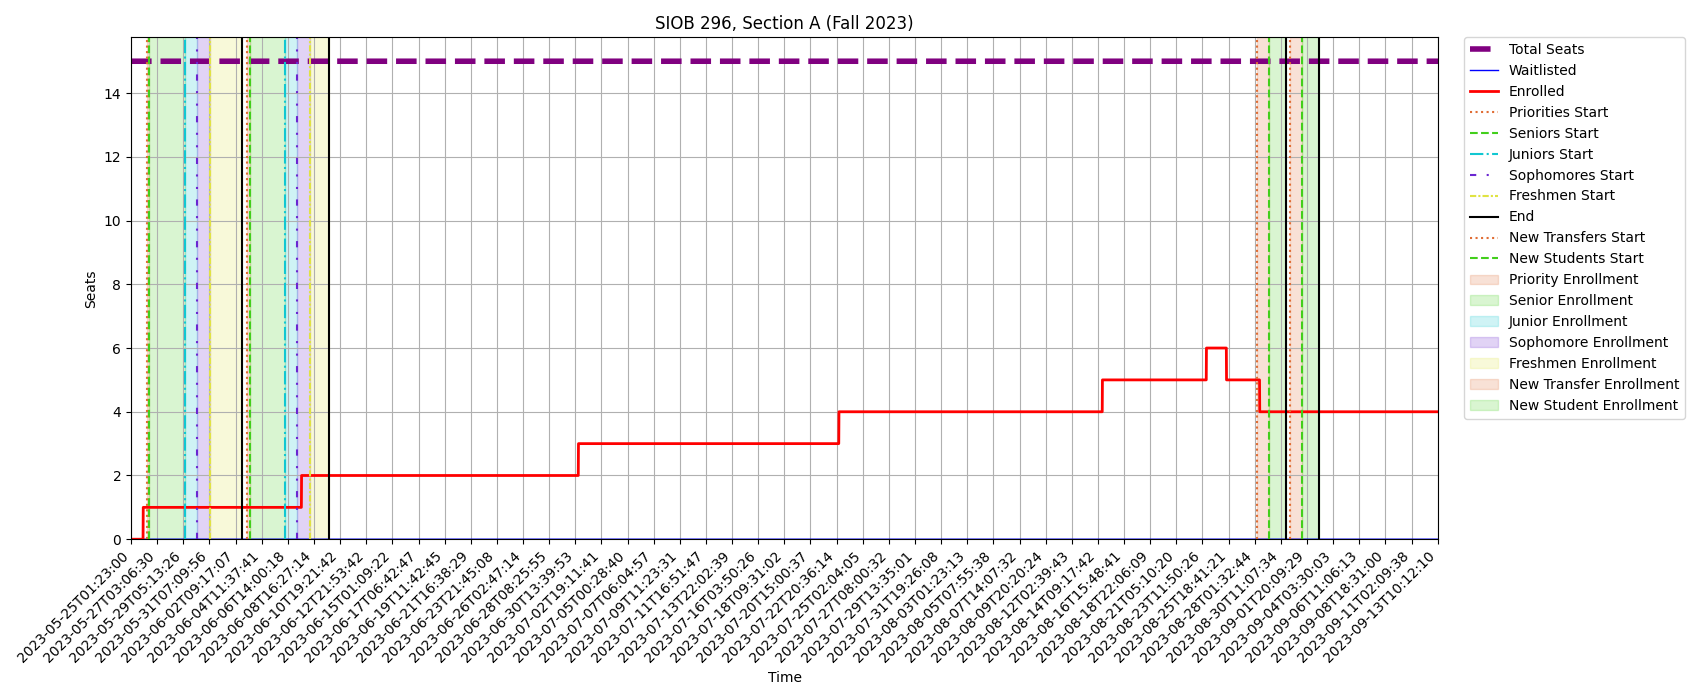 SIOB 296, Section A (Fall 2023)
Seats
14
12
10
8
6
4
2
0
2023-05-25T01:23:00
2023-05-27T03:06:30
2023-05-29T05:13:26
2023-05-31T07:09:56
2023-06-02T09:17:07
2023-06-04T11:37:41
2023-06-06T14:00:18
2023-06-08T16:27:14
2023-06-10T19:21:42
2023-06-12T21:53:42
2023-06-15T01:09:22
2023-06-17T06:42:47
2023-06-19T11:42:45
2023-06-21T16:38:29
2023-06-23T21:45:08
2023-06-26T02:47:14
2023-06-28T08:25:55
2023-06-30T13:39:53
2023-07-02T19:11:41
2023-07-05T00:28:40
2023-07-07T06:04:57
2023-07-09T11:23:31
2023-07-11T16:51:47
2023-07-13T22:02:39
2023-07-16T03:50:26
2023-07-18T09:31:02
2023-07-20T15:00:37
2023-07-22T20:36:14
2023-07-25T02:04:05
2023-07-27T08:00:32
2023-07-29T13:35:01
2023-07-31T19:26:08
2023-08-03T01:23:13
2023-08-05T07:55:38
2023-08-07T14:07:32
2023-08-09T20:20:24
2023-08-12T02:39:43
2023-08-14T09:17:42
2023-08-16T15:48:41
2023-08-18T22:06:09
2023-08-21T05:10:20
2023-08-23T11:50:26
2023-08-25T18:41:21
2023-08-28T01:32:44
2023-08-30T11:07:34
2023-09-01T20:09:29
2023-09-04T03:30:03
2023-09-06T11:06:13
2023-09-08T18:31:00
2023-09-11T02:09:38
2023-09-13T10:12:10
Time
Total Seats
Waitlisted
Enrolled
Priorities Start
Seniors Start
Juniors Start
Sophomores Start
Freshmen Start
End
New Transfers Start
New Students Start
Priority Enrollment
Senior Enrollment
Junior Enrollment
Sophomore Enrollment
Freshmen Enrollment
New Transfer Enrollment
New Student Enrollment